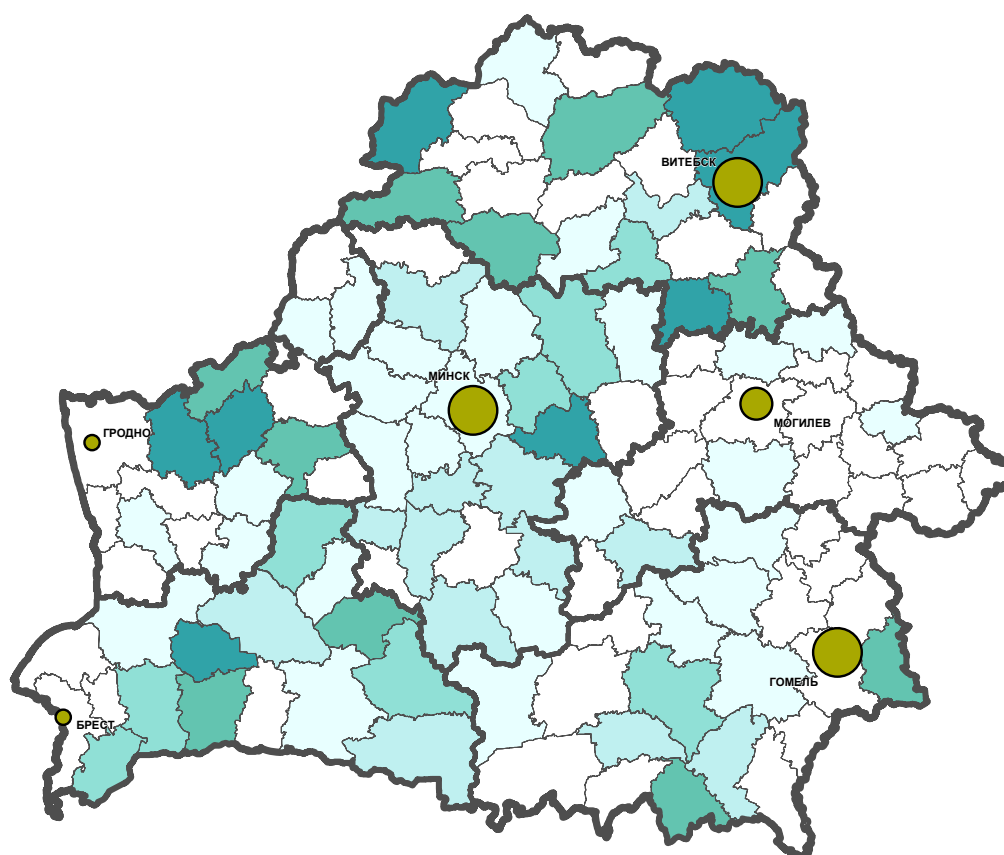 ВИТЕБСК
МИНСК
МОГИЛЕВ
ГРОДНО
ГОМЕЛЬ
БРЕСТ